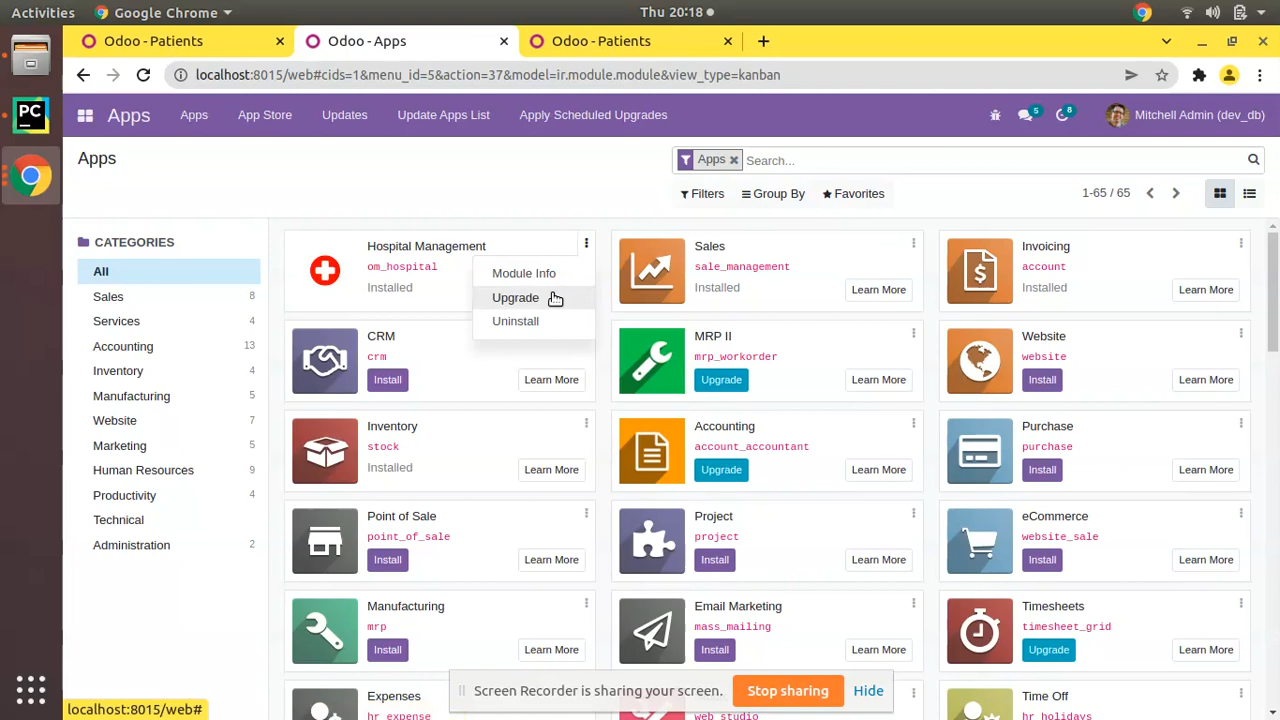 Activities
Google Chrome
Thu 20:18
Odoo - Patients
Odoo - Apps
Odoo - Patients
localhost:8015/web#cids=1&menu_id=5&action=37&model=ir.module.module&view_type=kanban
PC
Apps
Apps
App Store
Updates
Update Apps List
Apply Scheduled Upgrades
5
8
Mitchell Admin (dev_db)
Apps
Apps
Search...
Filters
Group By
Favorites
1-65 / 65
CATEGORIES
All
Sales 8
Services 4
Accounting 13
Inventory 4
Manufacturing 5
Website 7
Marketing 5
Human Resources 9
Productivity 4
Technical
Administration 2
Hospital Management
om_hospital
Installed
Module Info
Upgrade
Uninstall
Sales
sale_management
Installed
Learn More
Invoicing
account
Installed
Learn More
CRM
crm
Install
Learn More
MRP II
mrp_workorder
Upgrade
Learn More
Website
website
Install
Learn More
Inventory
stock
Installed
Learn More
Accounting
account_accountant
Upgrade
Learn More
Purchase
purchase
Install
Learn More
Point of Sale
point_of_sale
Install
Learn More
Project
project
Install
Learn More
eCommerce
website_sale
Install
Learn More
Manufacturing
mrp
Install
Learn More
Email Marketing
mass_mailing
Install
Learn More
Timesheets
timesheet_grid
Upgrade
Learn More
Expenses
hr_expense
web_studio
Time Off
hr_holidays
Screen Recorder is sharing your screen.
Stop sharing
Hide
localhost:8015/web#